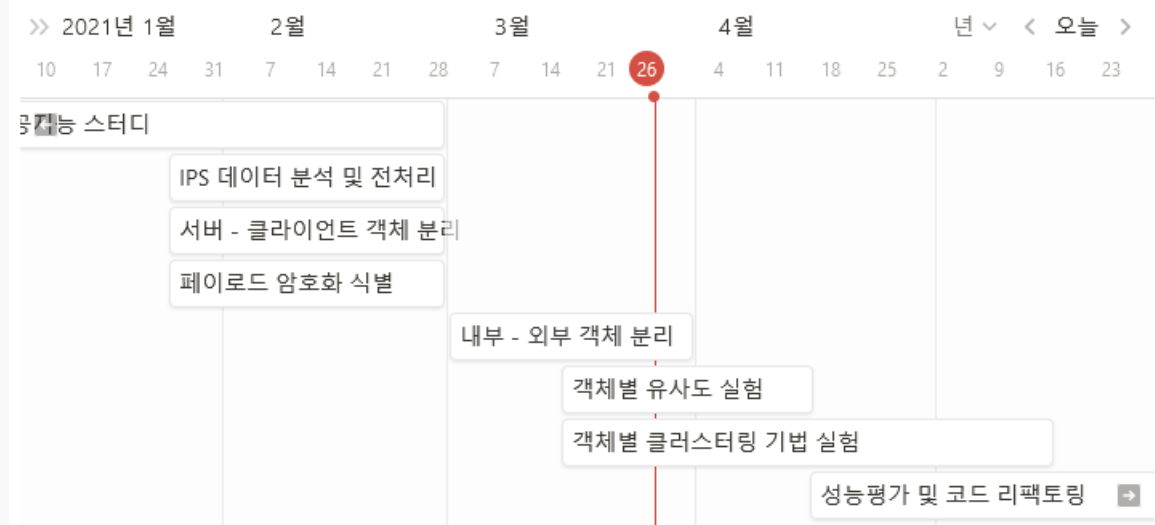 2021년 1월 2월 3월 4월 년 오늘
10 17 24 31 7 14 21 28 7 14 21 26 4 11 18 25 2 9 16 23
스터디
IPS 데이터 분석 및 전처리
서버 - 클라이언트 객체 분리
페이로드 암호화 식별
내부 - 외부 객체 분리
객체별 유사도 실험
객체별 클러스터링 기법 실험
성능평가 및 코드 리팩토링